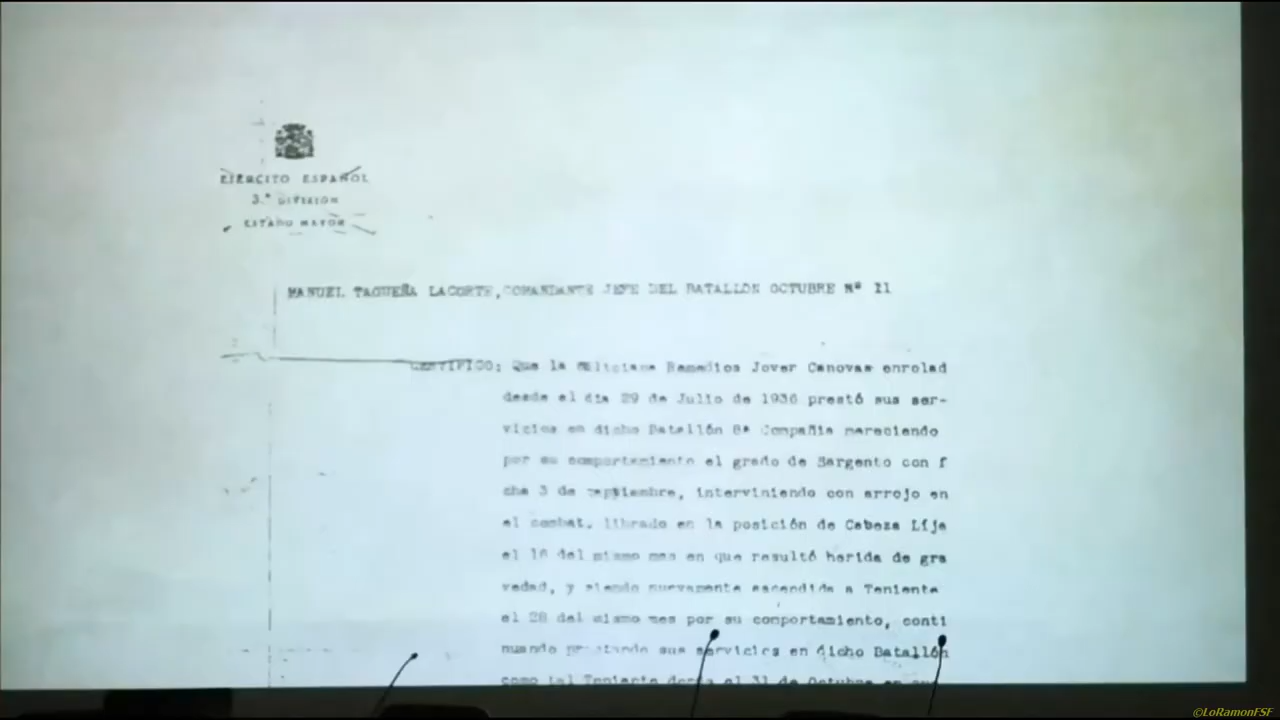 EJERCITO ESPAÑOL
3.ª DIVISION
ESTADO MAYOR
MANUEL TAGUEÑA LACORTE, COMANDANTE JEFE DEL BATALLON OCTUBRE Nº 11
CERTIFICO: Que la miliciana Remedios Jover Canovas enrolad
desde el dia 29 de Julio de 1936 prestó sus ser-
vicios en dicho Batallón 8ª Compañia mereciendo
por su comportamiento el grado de Sargento con f
cha 3 de septiembre, interviniendo con arrojo en
el combat, librado en la posición de Cabeza Lije
el 16 del mismo mes en que resultó herida de gra
vedad, y siendo nuevamente ascendida a Teniente
el 28 del mismo mes por su comportamiento, conti
nuando prestando sus servicios en dicho Batallón
como tal Teniente el 31 de Octubre en
©LoRamonFSF